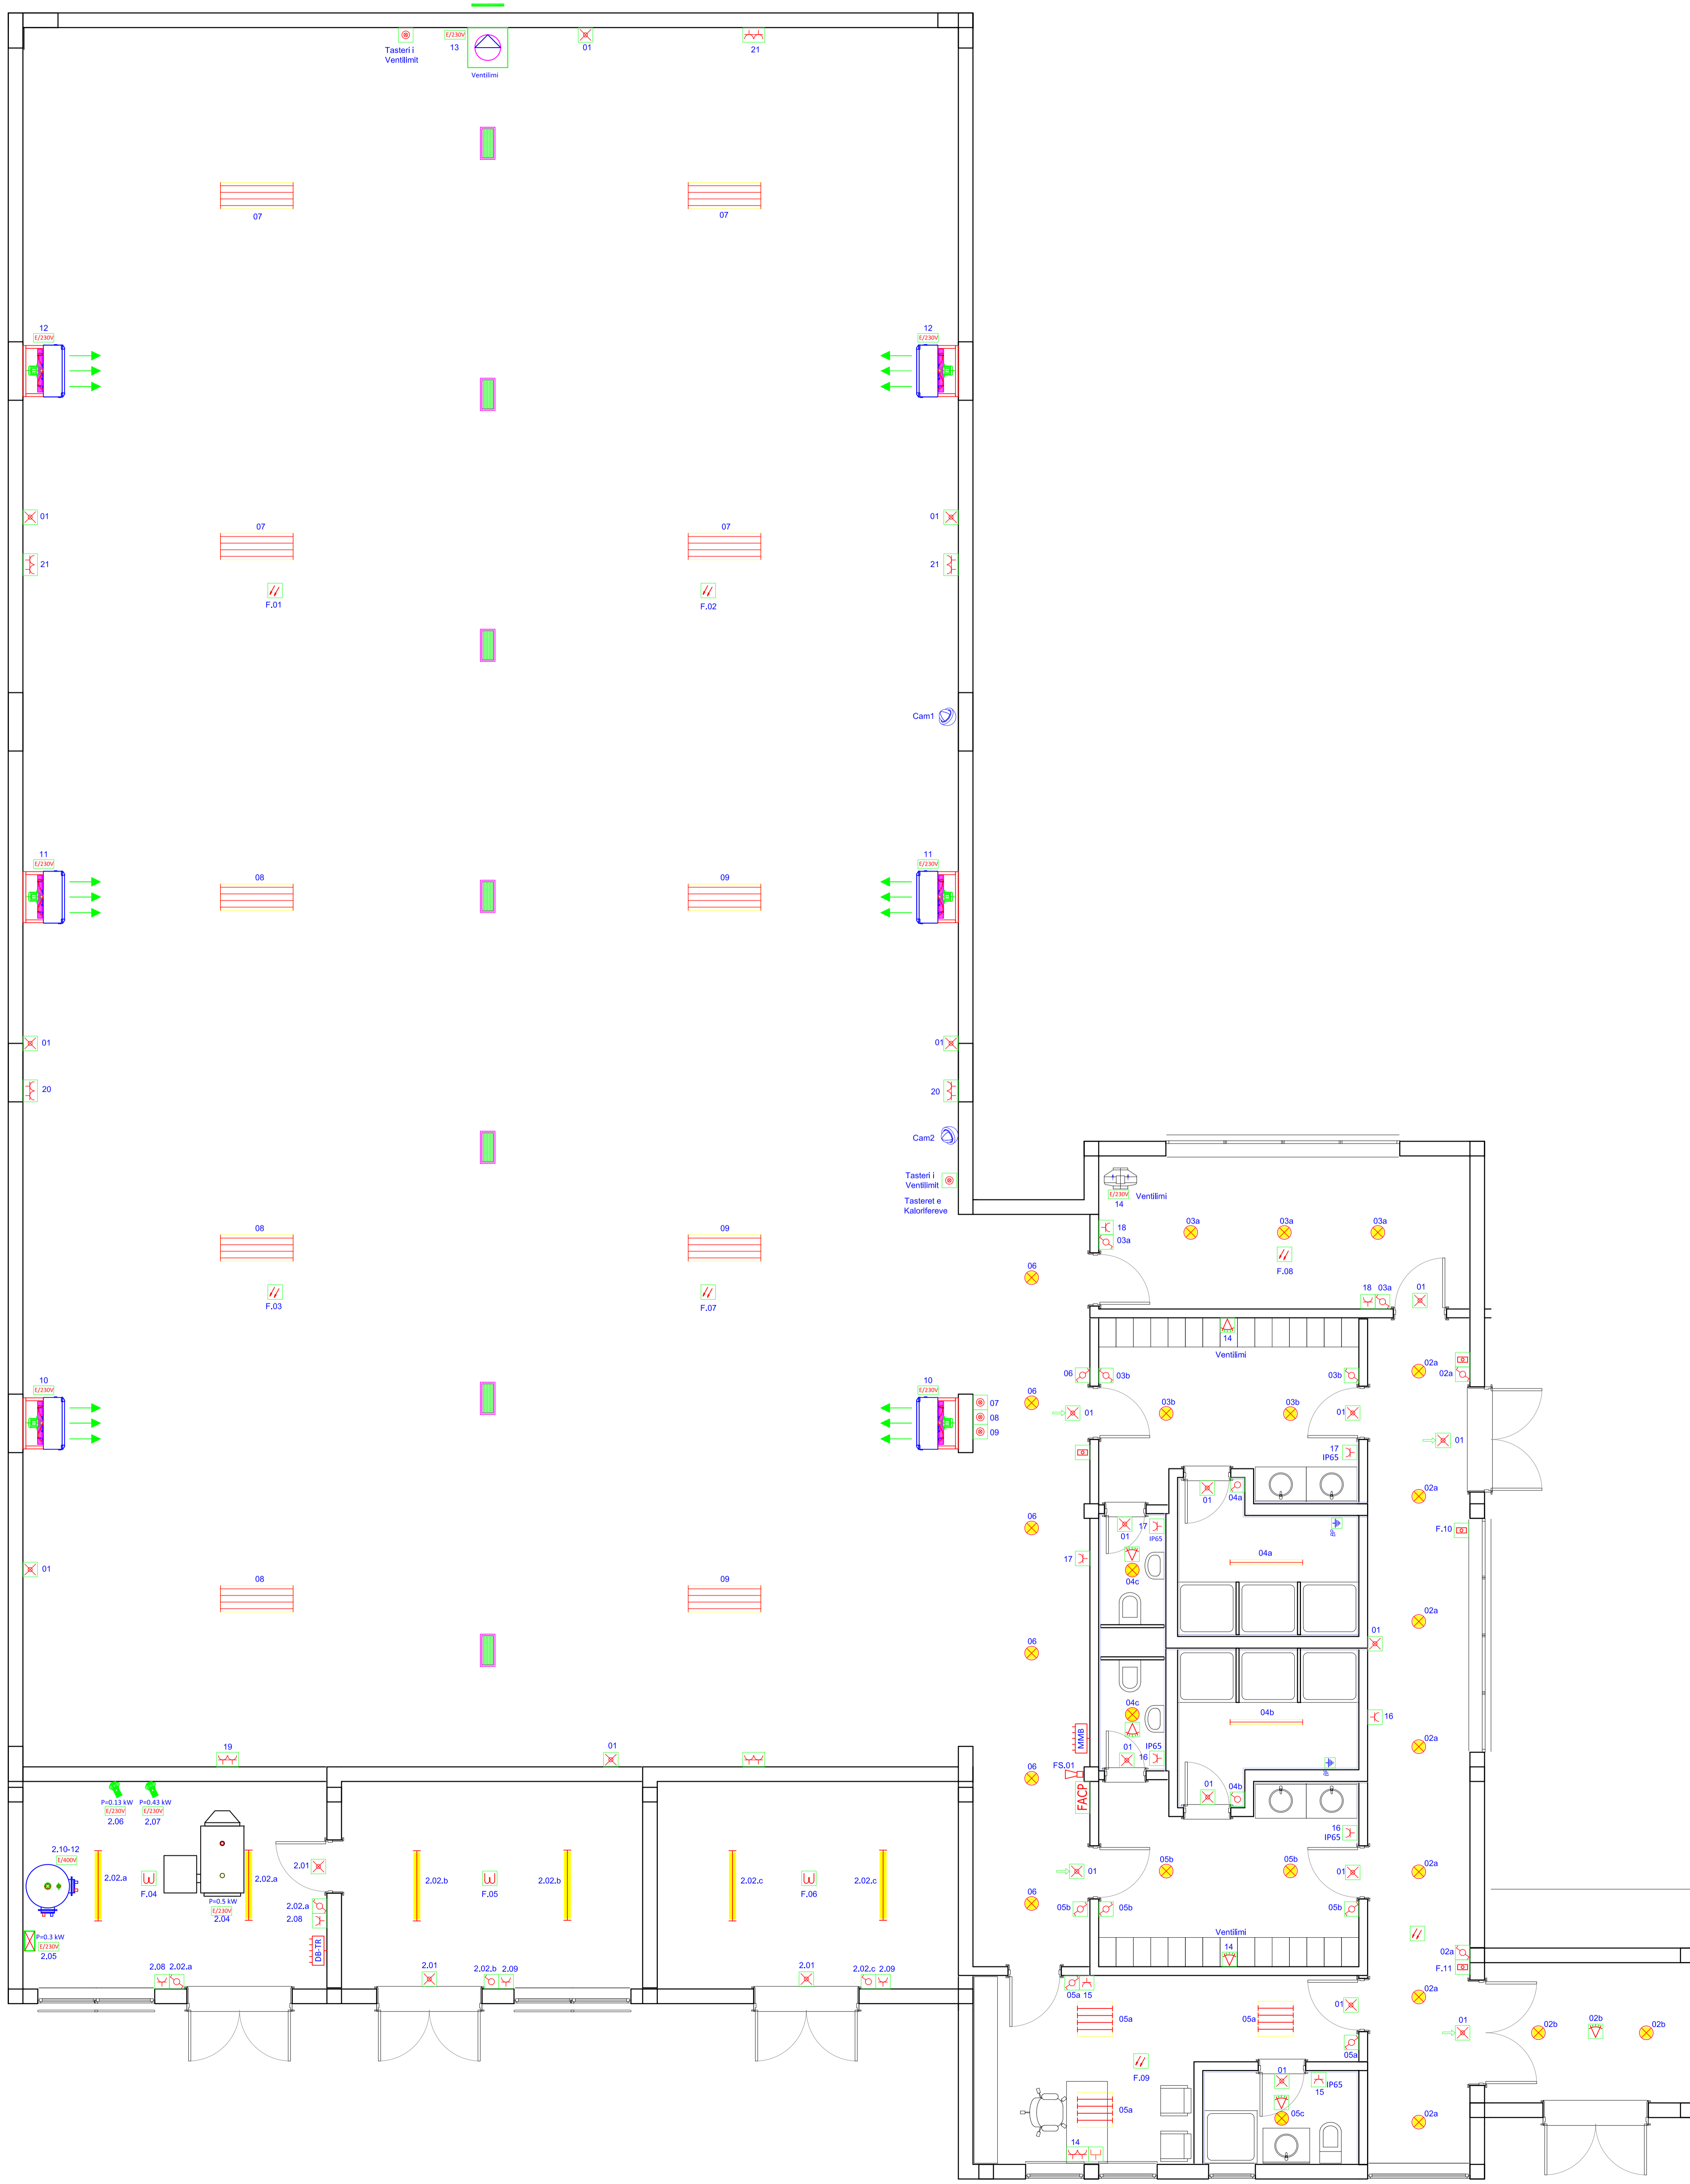 E/230V
01
Tasteri i
Ventilimit
13
21
Ventilimi
07
07
12
E/230V
12
E/230V
01
01
07
07
21
21
F.01
F.02
Cam1
11
E/230V
11
E/230V
08
09
01
01
20
20
Cam2
Tasteri i
Ventilimit
Tasteret e
Kalorifereve
E/230V
14
Ventilimi
18
03a
03a
03a
03a
08
09
F.08
F.03
F.07
06
18
03a
01
14
Ventilimi
02a
02a
06
03b
03b
10
E/230V
10
E/230V
07
08
09
06
01
03b
03b
01
01
17
IP65
01
04a
02a
06
01
17
IP65
F.10
17
04a
04c
01
08
09
02a
01
06
04c
04b
16
MMB
02a
19
01
01
IP65
16
FS.01
06
FACP
01
04b
P=0.13 kW
E/230V
2.06
P=0.43 kW
E/230V
2.07
16
IP65
2.10-12
E/400V
2.01
05b
05b
01
01
02a
2.02.a
2.02.a
2.02.b
2.02.b
2.02.c
2.02.c
F.04
F.05
F.06
P=0.5 kW
E/230V
2.04
2.02.a
2.08
06
05b
05b
05b
P=0.3 kW
E/230V
2.05
DB-TR
Ventilimi
14
02a
F.11
2.08
2.02.a
2.01
2.02.b
2.09
2.01
2.02.c
2.09
05a
15
02a
01
05a
05a
01
02b
02b
02b
05a
F.09
01
IP65
15
05c
05a
02a
14